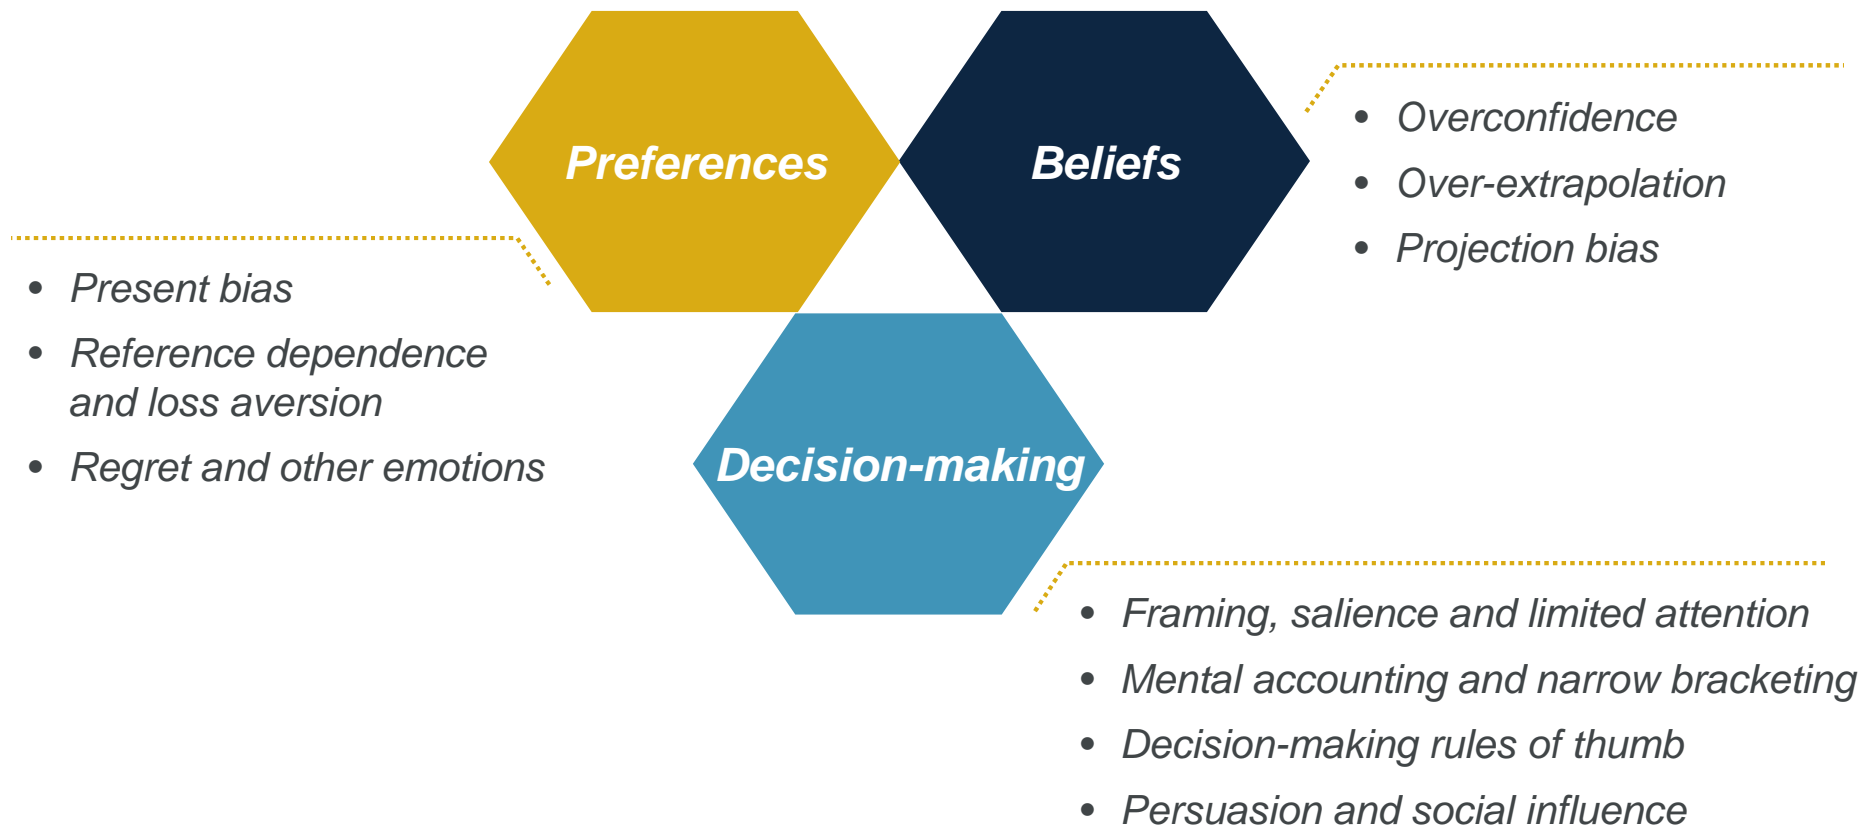 Preferences
Beliefs
• Overconfidence
• Over-extrapolation
• Projection bias
• Present bias
• Reference dependence
and loss aversion
• Regret and other emotions
Decision-making
• Framing, salience and limited attention
• Mental accounting and narrow bracketing
• Decision-making rules of thumb
• Persuasion and social influence